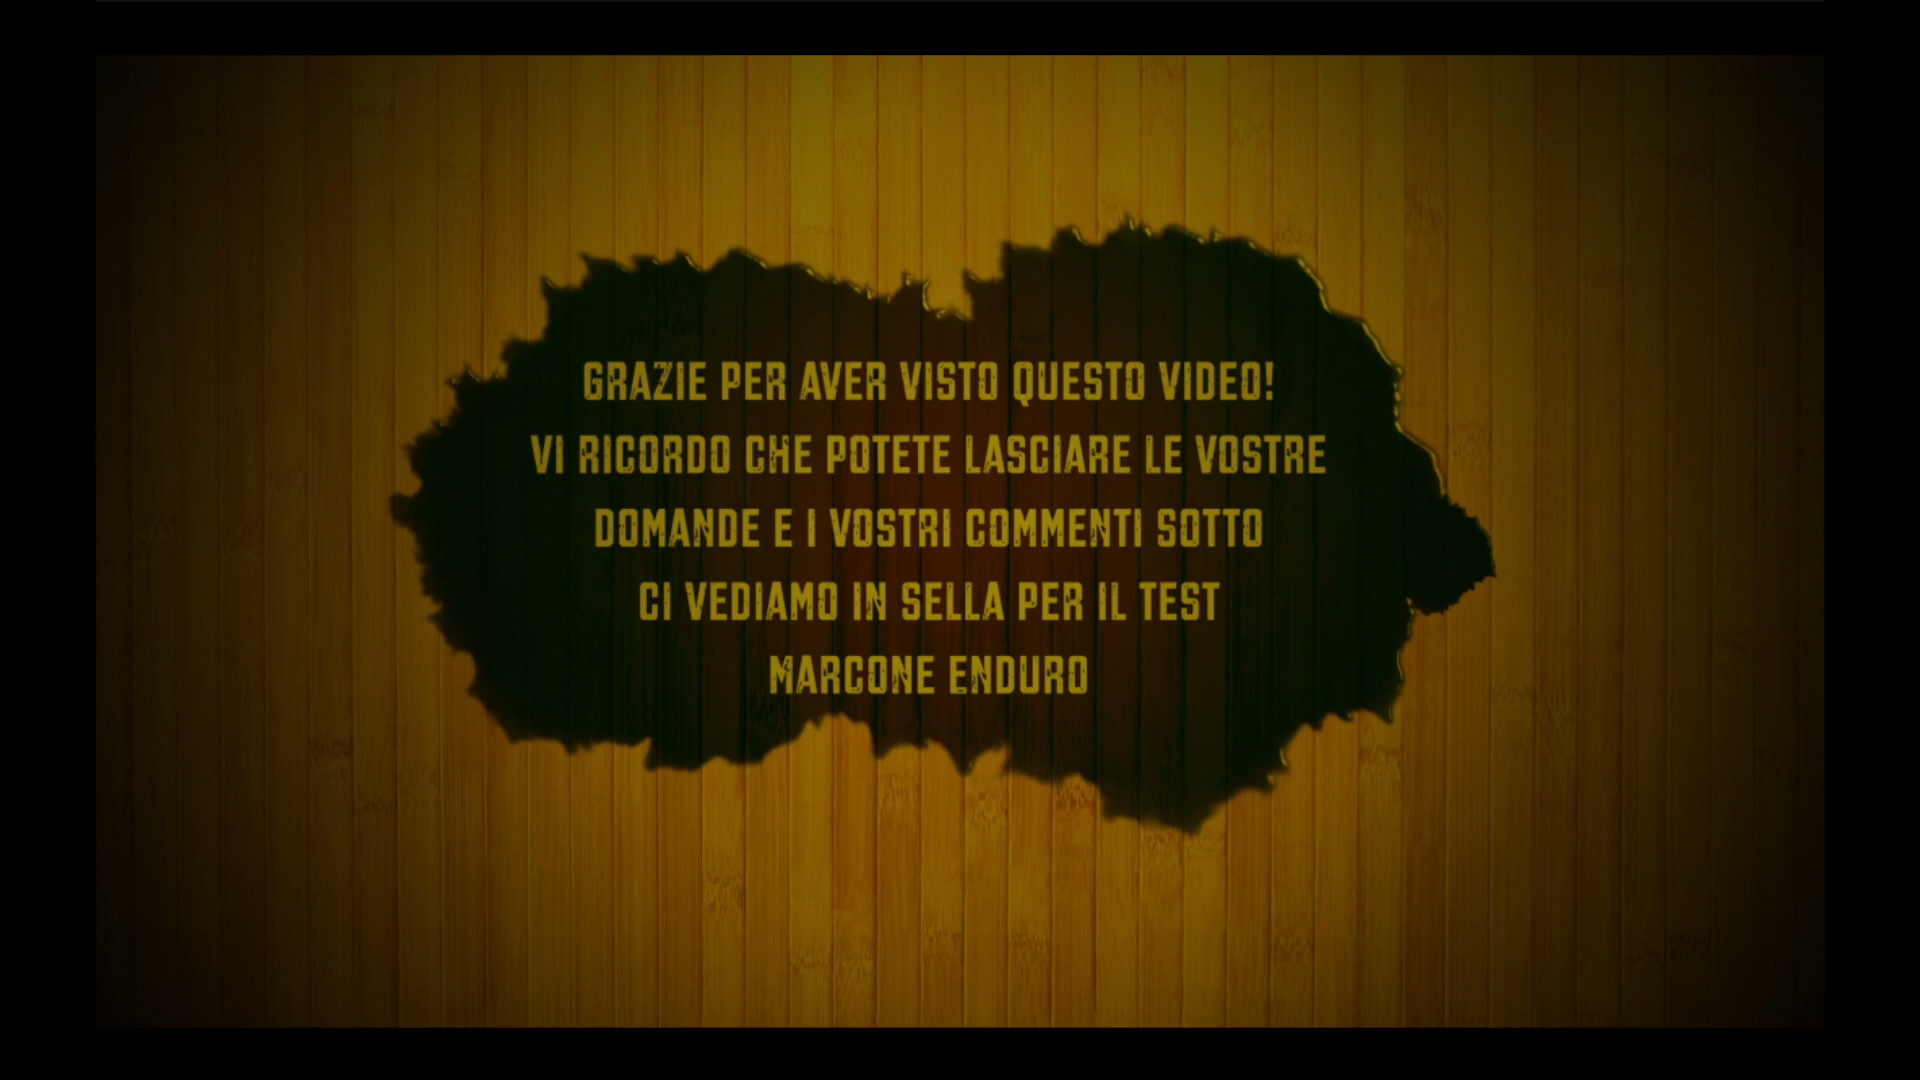 GRAZIE PER AVER VISTO QUESTO VIDEO!
VI RICORDO CHE POTETE LASCIARE LE VOSTRE
DOMANDE E I VOSTRI COMMENTI SOTTO
CI VEDIAMO IN SELLA PER IL TEST
MARCONE ENDURO